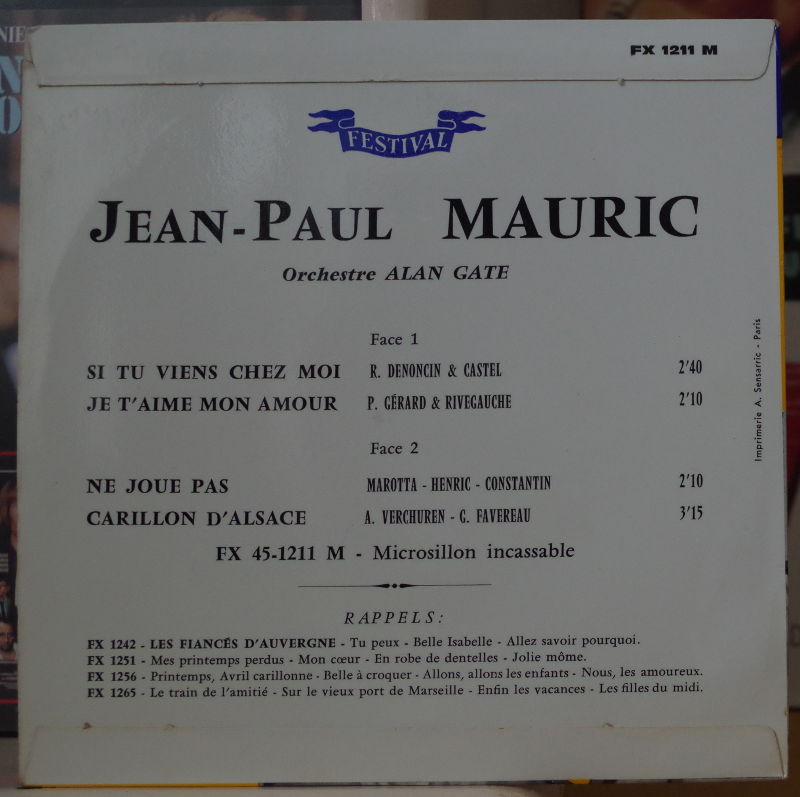 FX 1211 M
FESTIVAL
JEAN-PAUL MAURIC
Orchestre ALAN GATE
Face 1
SI TU VIENS CHEZ MOI R. DENONCIN & CASTEL 2'40
JE T'AIME MON AMOUR P. GÉRARD & RIVEGAUCHE 2'10
Face 2
NE JOUE PAS MAROTTA - HENRIC - CONSTANTIN 2'10
CARILLON D'ALSACE A. VERCHUREN - G. FAVEREAU 3'15
FX 45-1211 M - Microsillon incassable
RAPPELS:
FX 1242 - LES FIANCÉS D'AUVERGNE - Tu peux - Belle Isabelle - Allez savoir pourquoi.
FX 1251 - Mes printemps perdus - Mon cœur - En robe de dentelles - Jolie môme.
FX 1256 - Printemps, Avril carillonne - Belle à croquer - Allons, allons les enfants - Nous, les amoureux.
FX 1265 - Le train de l'amitié - Sur le vieux port de Marseille - Enfin les vacances - Les filles du midi.
Imprimerie A. Sensarric - Paris